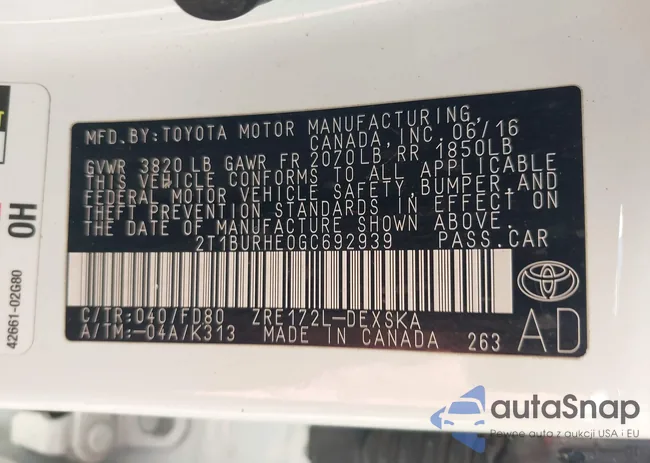 MFD.BY:TOYOTA MOTOR MANUFACTURING,
CANADA, INC. 06/16
GVWR 3820 LB GAWR FR 2070LB, RR 1850LB
THIS VEHICLE CONFORMS TO ALL APPLICABLE
FEDERAL MOTOR VEHICLE SAFETY, BUMPER, AND
THEFT PREVENTION STANDARDS IN EFFECT ON
THE DATE OF MANUFACTURE SHOWN ABOVE.
2T1BURHE0GC692939 PASS.CAR
C/TR:040/FD80 ZRE172L-DEXSKA
A/TM:-04A/K313 MADE IN CANADA 263
AD
42661-02G80
OH
autaSnap
Pewne auta z aukcji USA i EU